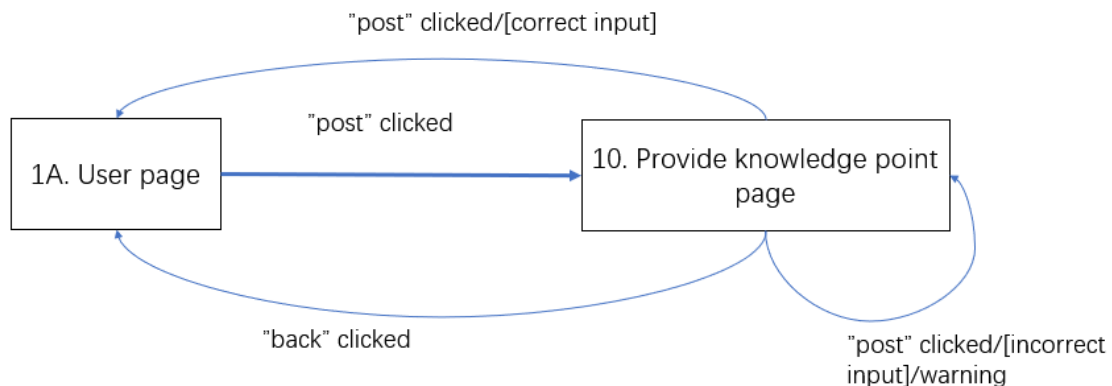 ”post” clicked/[correct input]
”post” clicked
1A. User page
10. Provide knowledge point
page
”back” clicked
”post” clicked/[incorrect
input]/warning